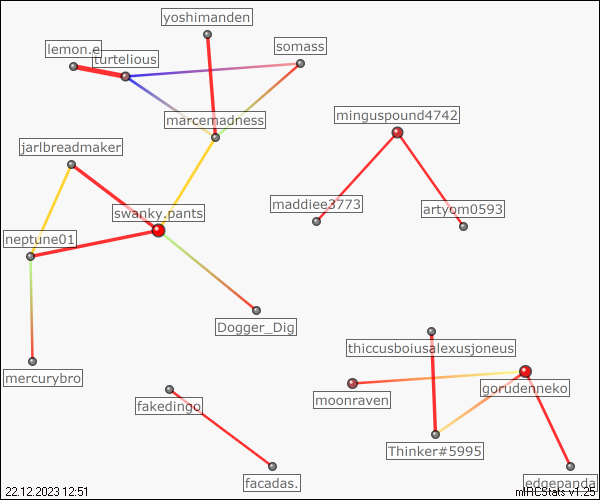 yoshimanden
lemon.e
turtelious
somass
marcemadness
minguspound4742
jarlbreadmaker
maddiee3773
artyom0593
swanky.pants
neptune01
Dogger_Dig
thiccusboiusalexusjoneus
mercurybro
gorudenneko
moonraven
fakedingo
Thinker#5995
facadas.
edgepanda
22.12.2023 12:51
mIRCStats v1.25